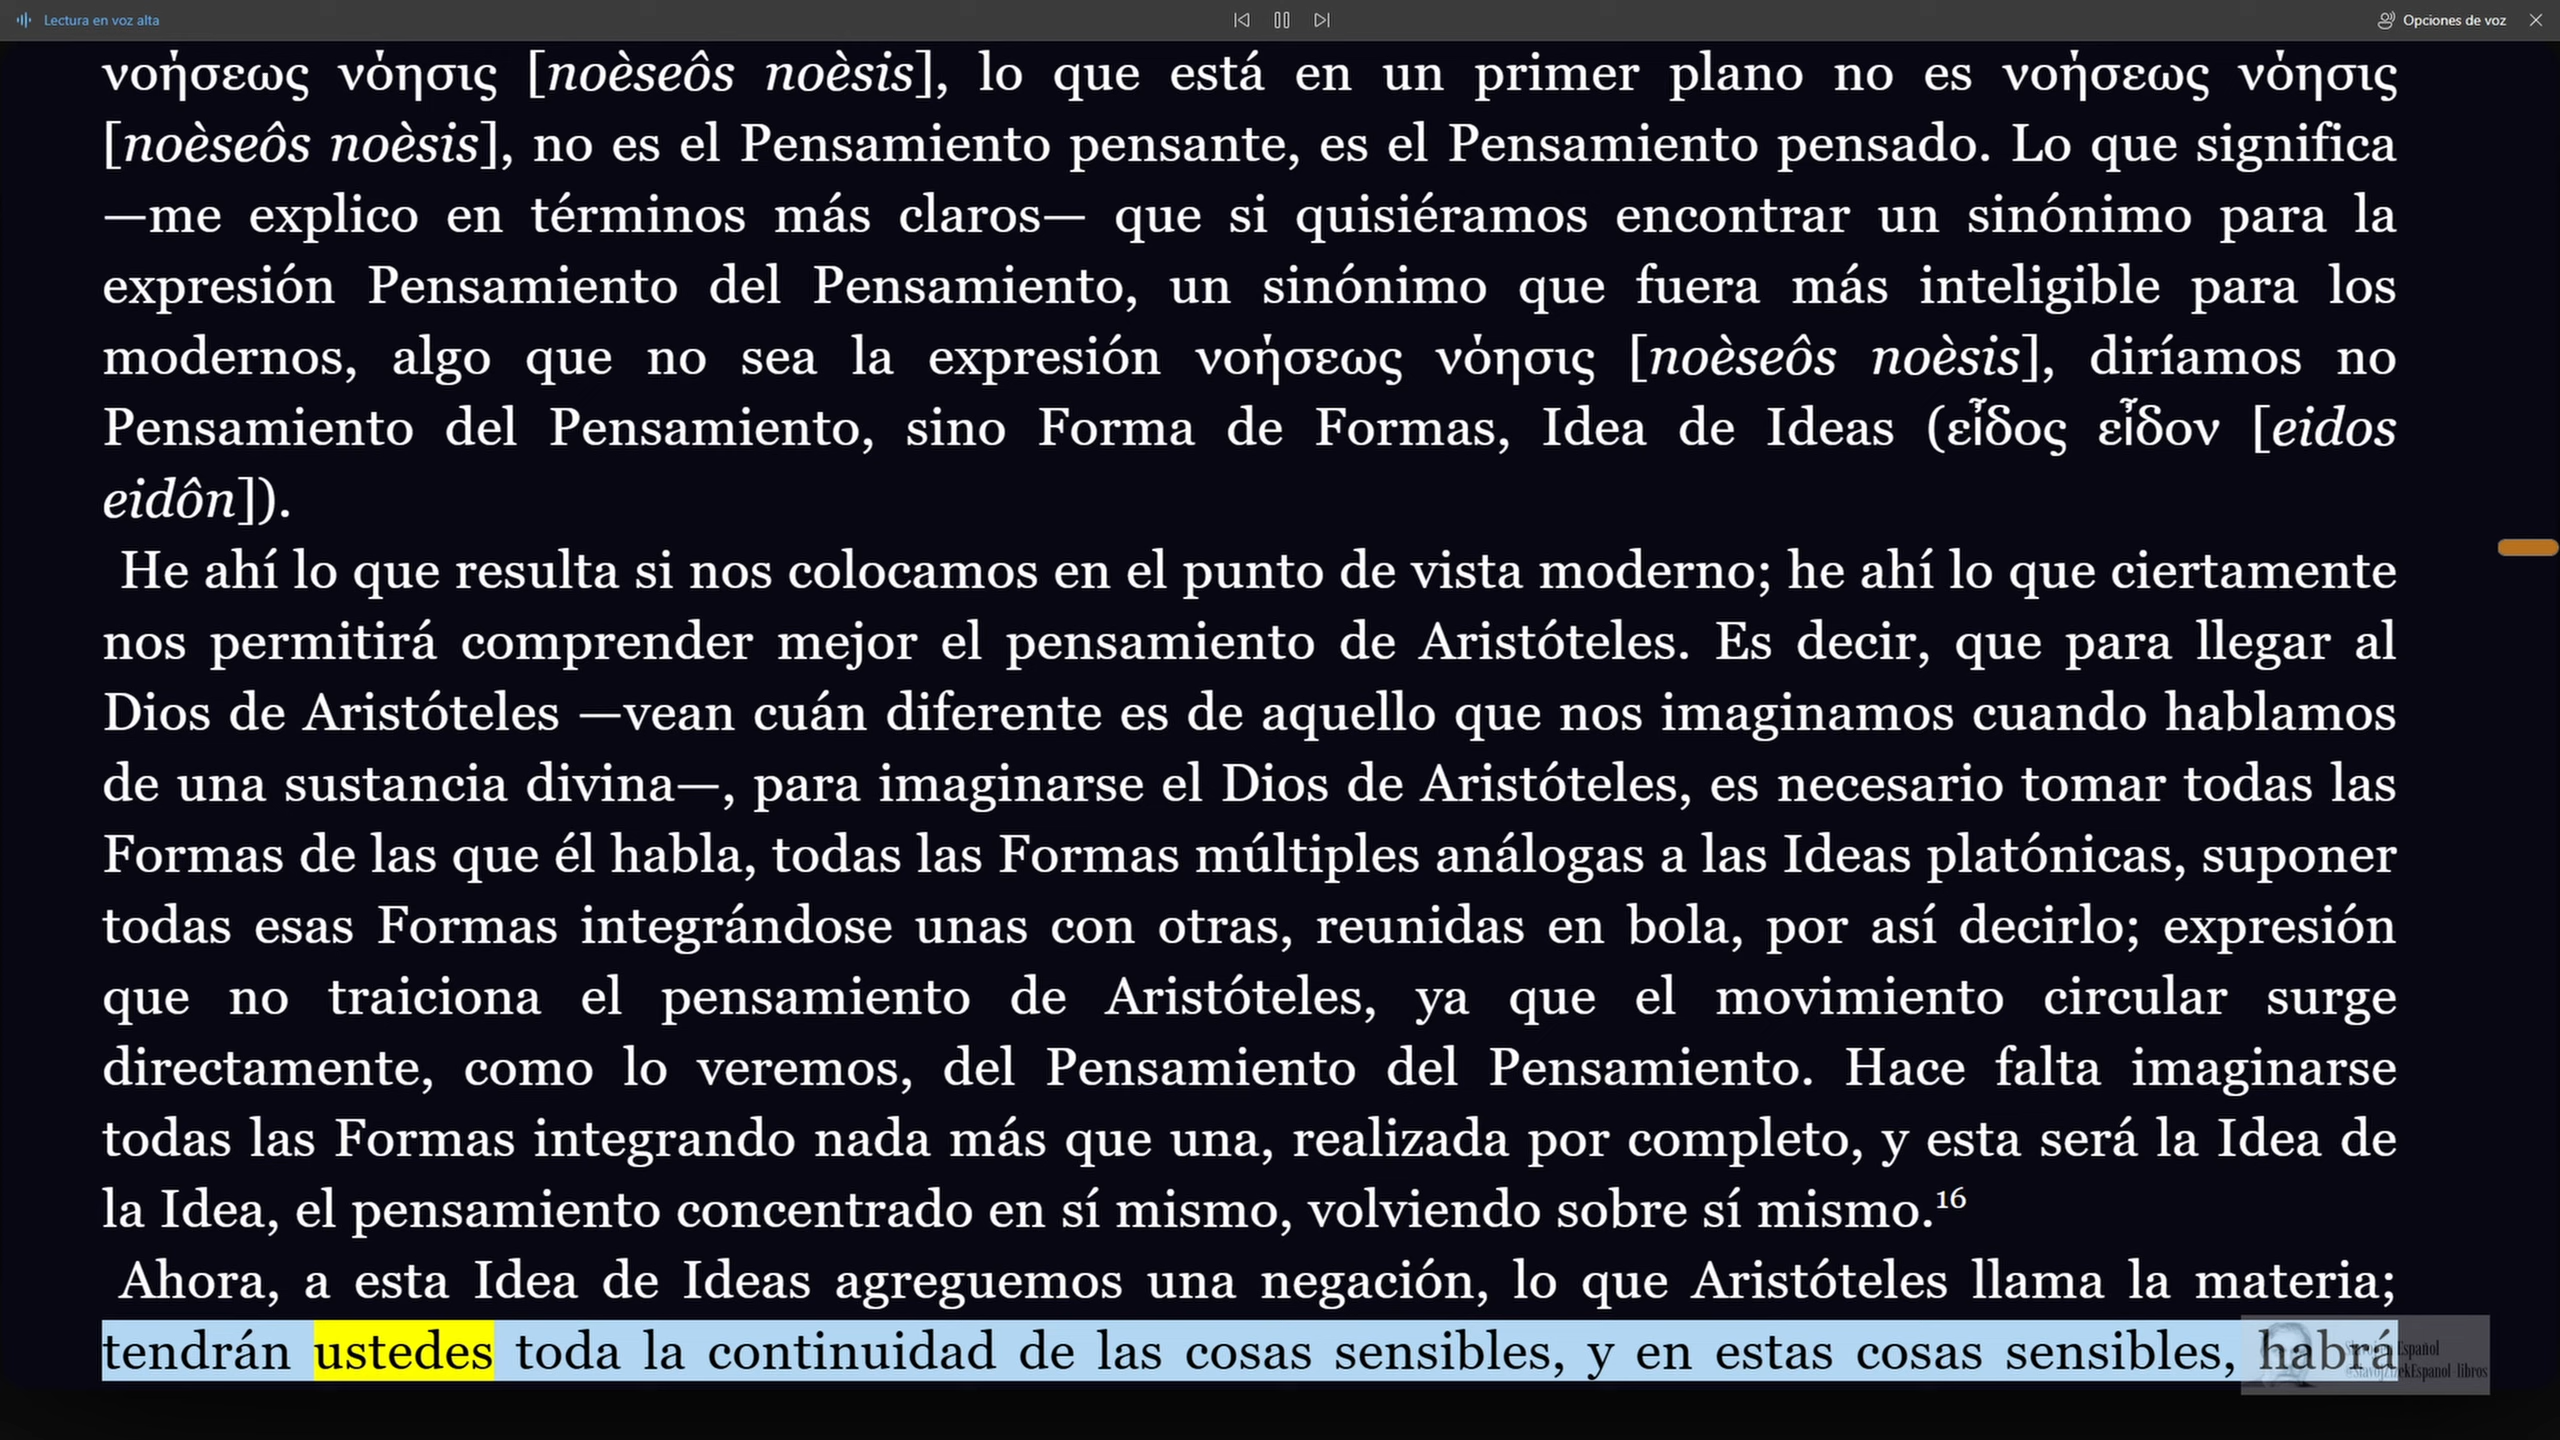 Lectura en voz alta
Opciones de voz
νοήσεως νόησις [noèseôs noèsis], lo que está en un primer plano no es νοήσεως νόησις
[noèseôs noèsis], no es el Pensamiento pensante, es el Pensamiento pensado. Lo que significa
—me explico en términos más claros— que si quisiéramos encontrar un sinónimo para la
expresión Pensamiento del Pensamiento, un sinónimo que fuera más inteligible para los
modernos, algo que no sea la expresión νοήσεως νόησις [noèseôs noèsis], diríamos no
Pensamiento del Pensamiento, sino Forma de Formas, Idea de Ideas (εἶδος εἶδον [eidos
eidôn]).
He ahí lo que resulta si nos colocamos en el punto de vista moderno; he ahí lo que ciertamente
nos permitirá comprender mejor el pensamiento de Aristóteles. Es decir, que para llegar al
Dios de Aristóteles —vean cuán diferente es de aquello que nos imaginamos cuando hablamos
de una sustancia divina—, para imaginarse el Dios de Aristóteles, es necesario tomar todas las
Formas de las que él habla, todas las Formas múltiples análogas a las Ideas platónicas, suponer
todas esas Formas integrándose unas con otras, reunidas en bola, por así decirlo; expresión
que no traiciona el pensamiento de Aristóteles, ya que el movimiento circular surge
directamente, como lo veremos, del Pensamiento del Pensamiento. Hace falta imaginarse
todas las Formas integrando nada más que una, realizada por completo, y esta será la Idea de
la Idea, el pensamiento concentrado en sí mismo, volviendo sobre sí mismo.16
Ahora, a esta Idea de Ideas agreguemos una negación, lo que Aristóteles llama la materia;
tendrán ustedes toda la continuidad de las cosas sensibles, y en estas cosas sensibles, habrá
Español